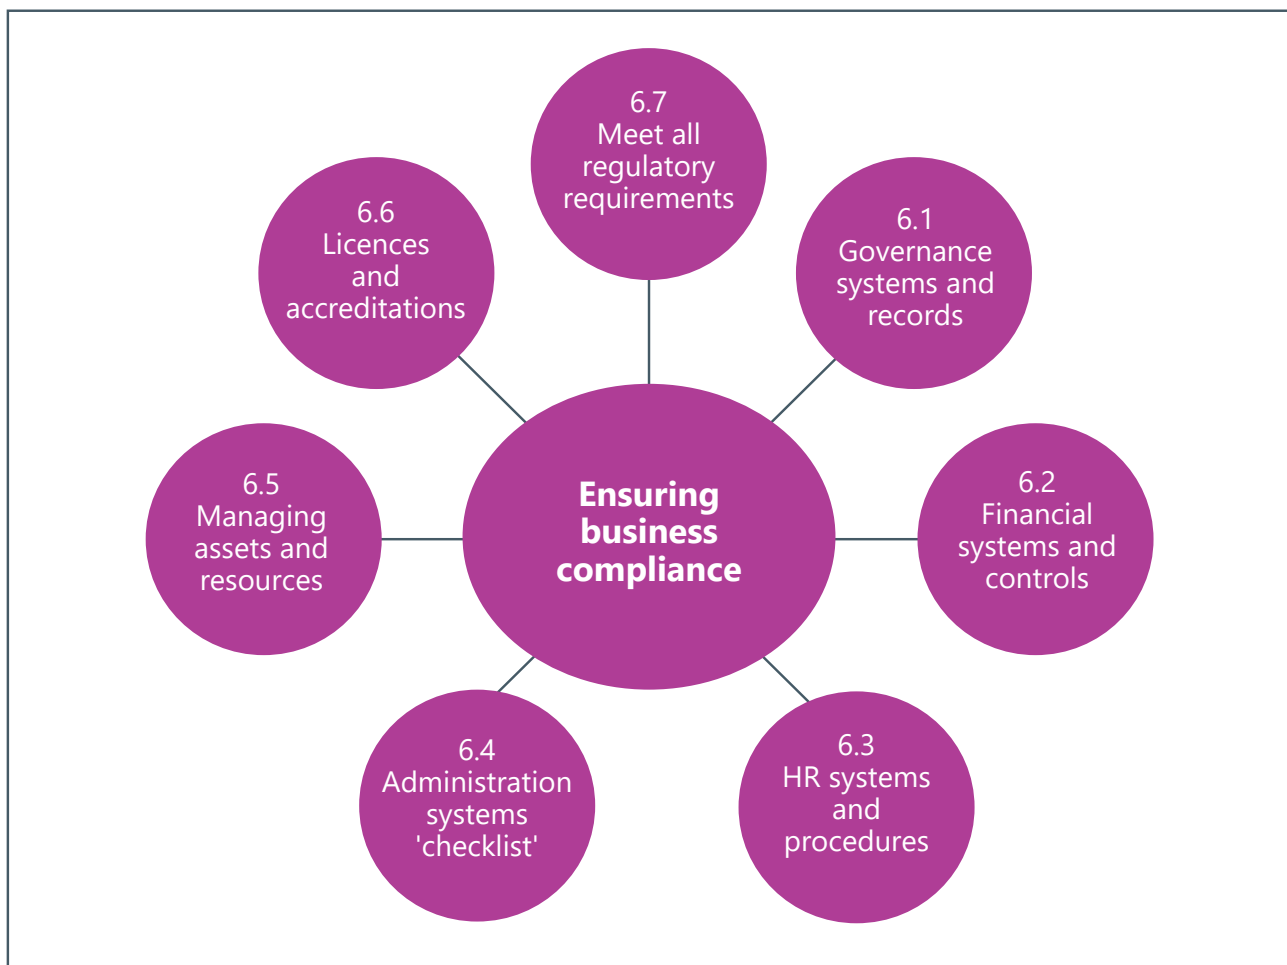 6.7
Meet all
regulatory
requirements
6.1
Governance
systems and
records
6.2
Financial
systems and
controls
6.3
HR systems
and
procedures
6.4
Administration
systems
'checklist'
6.5
Managing
assets and
resources
6.6
Licences
and
accreditations
Ensuring
business
compliance